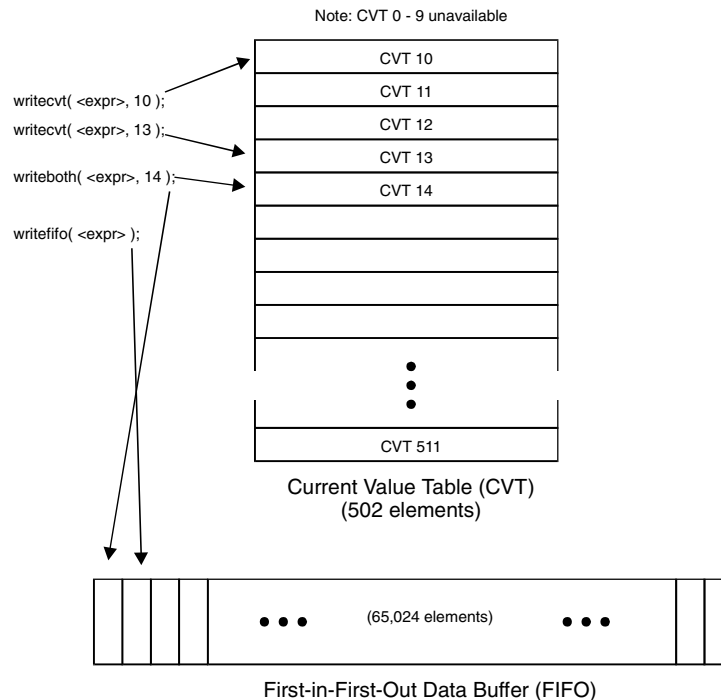 Note: CVT 0 - 9 unavailable
CVT 10
writecvt( <expr>, 10 );
CVT 11
writecvt( <expr>, 13 );
CVT 12
CVT 13
writeboth( <expr>, 14 );
CVT 14
writefifo( <expr> );
CVT 511
Current Value Table (CVT)
(502 elements)
(65,024 elements)
First-in-First-Out Data Buffer (FIFO)